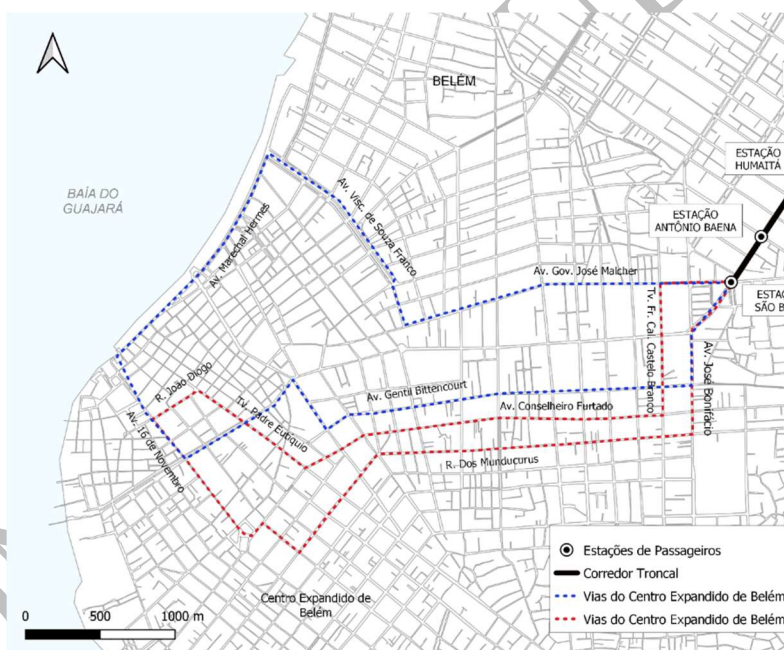 BELÉM
ESTAÇÃO
HUMAITÁ
BAÍA DO
GUAJARÁ
Av. Visc. de Souza Franco
ESTAÇÃO
ANTÔNIO BAENA
Av. Marechal Hermes
Av. Gov. José Malcher
ESTAÇ
SÃO B
Tv. Fr. Cal. Castelo Branco
Av. José Bonifácio
R. João Diogo
Av. Gentil Bittencourt
Tv. Padre Eutíquio
Av. Conselheiro Furtado
Av. 16 de Novembro
R. Dos Munducurus
Estações de Passageiros
Corredor Troncal
Vias do Centro Expandido de Belém
Vias do Centro Expandido de Belém
Centro Expandido de
Belém
0 500 1000 m